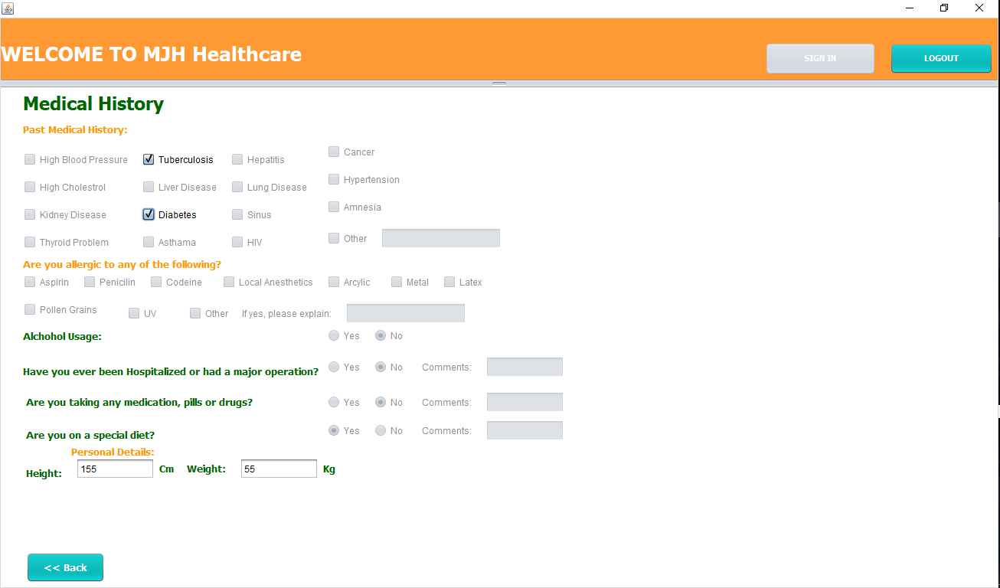 WELCOME TO MJH Healthcare
SIGN IN
LOGOUT
Medical History
Past Medical History:
High Blood Pressure Tuberculosis Hepatitis Cancer
High Cholestrol Liver Disease Lung Disease Hypertension
Kidney Disease Diabetes Sinus Amnesia
Thyroid Problem Asthama HIV Other
Are you allergic to any of the following?
Aspirin Penicilin Codeine Local Anesthetics Arcylic Metal Latex
Pollen Grains UV Other If yes, please explain:
Alchohol Usage: Yes No
Have you ever been Hospitalized or had a major operation? Yes No Comments:
Are you taking any medication, pills or drugs? Yes No Comments:
Are you on a special diet? Yes No Comments:
Personal Details:
Height: 155 Cm Weight: 55 Kg
<< Back